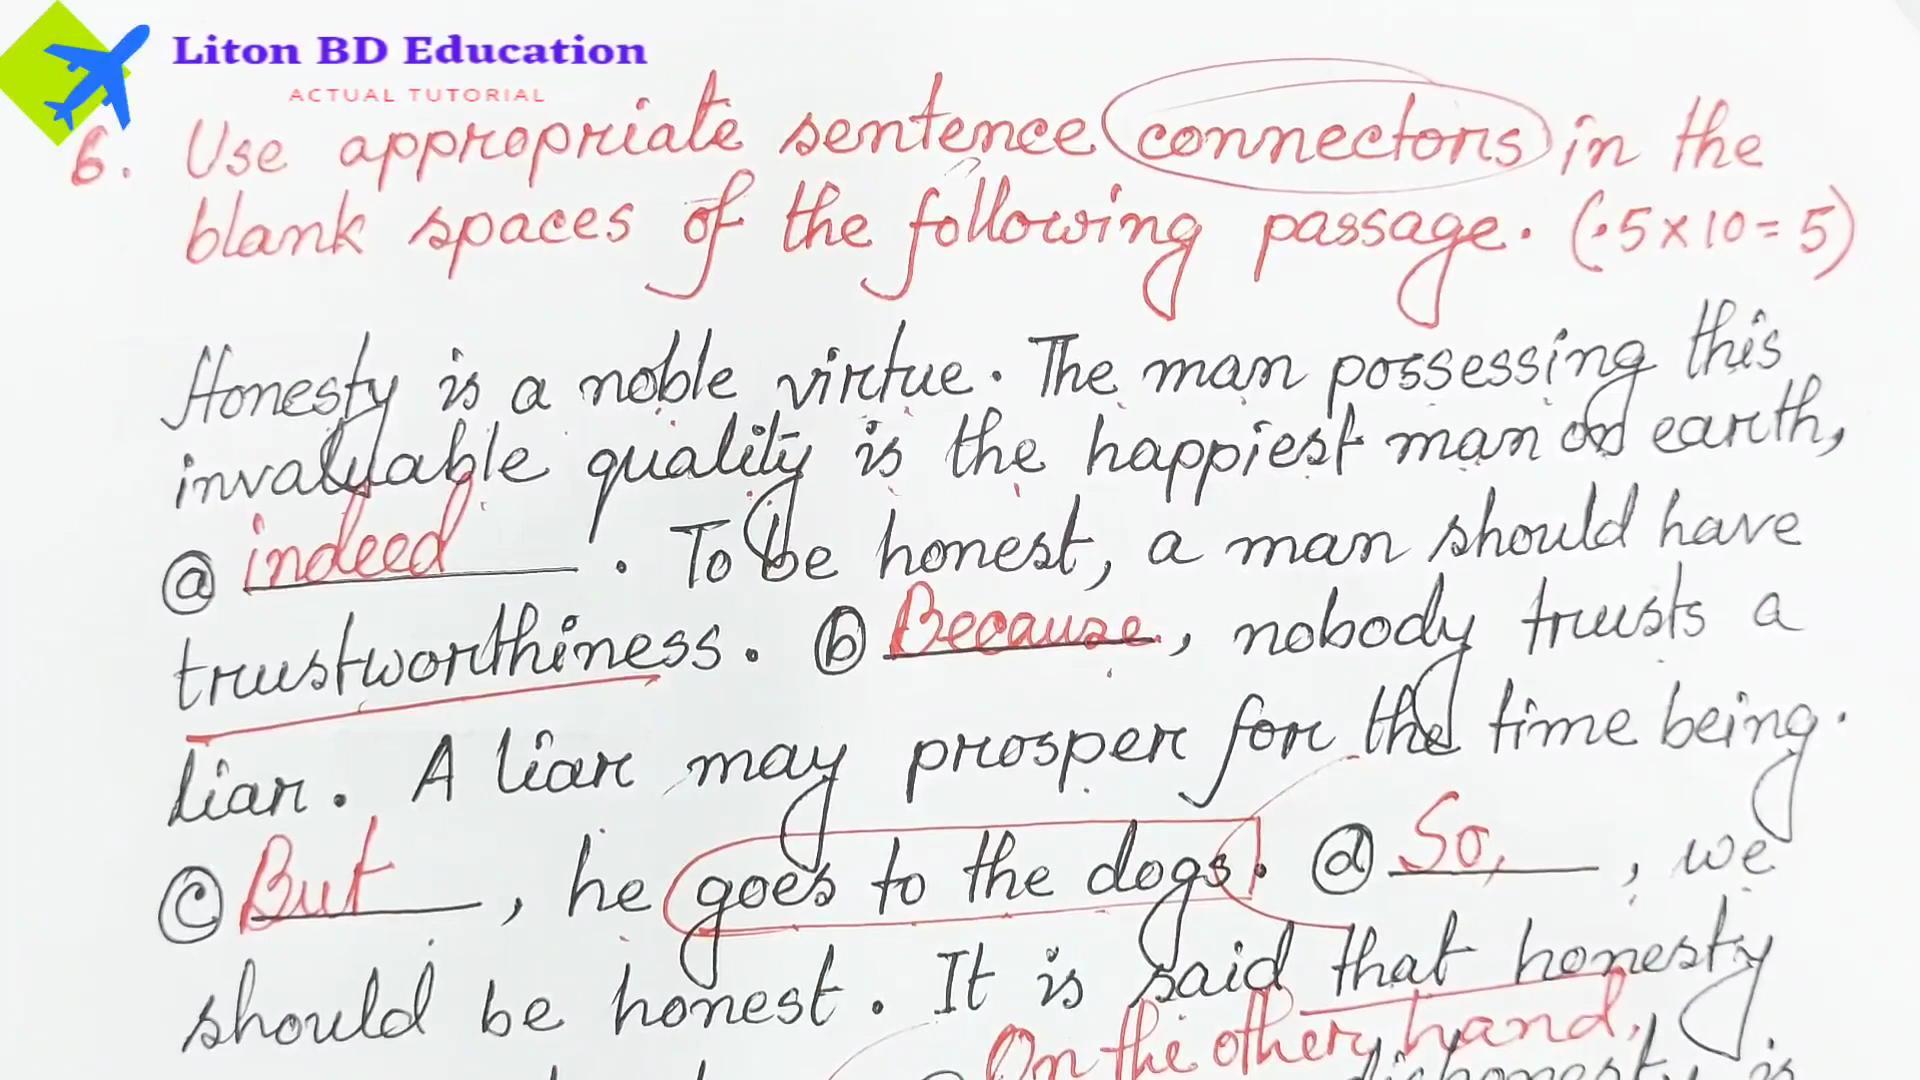 Liton BD Education
ACTUAL TUTORIAL
6. Use appropriate sentence connectors in the
blank spaces of the following passage. (.5x10=5)
Honesty is a noble virtue. The man possessing this
invaluable quality is the happiest man on earth,
(a) indeed. To be honest, a man should have
trustworthiness. (b) Because, nobody trusts a
liar. A liar may prosper for the time being.
(c) But, he goes to the dogs. (d) So,, we
should be honest. It is said that honesty
On the other hand,
dishonesty is